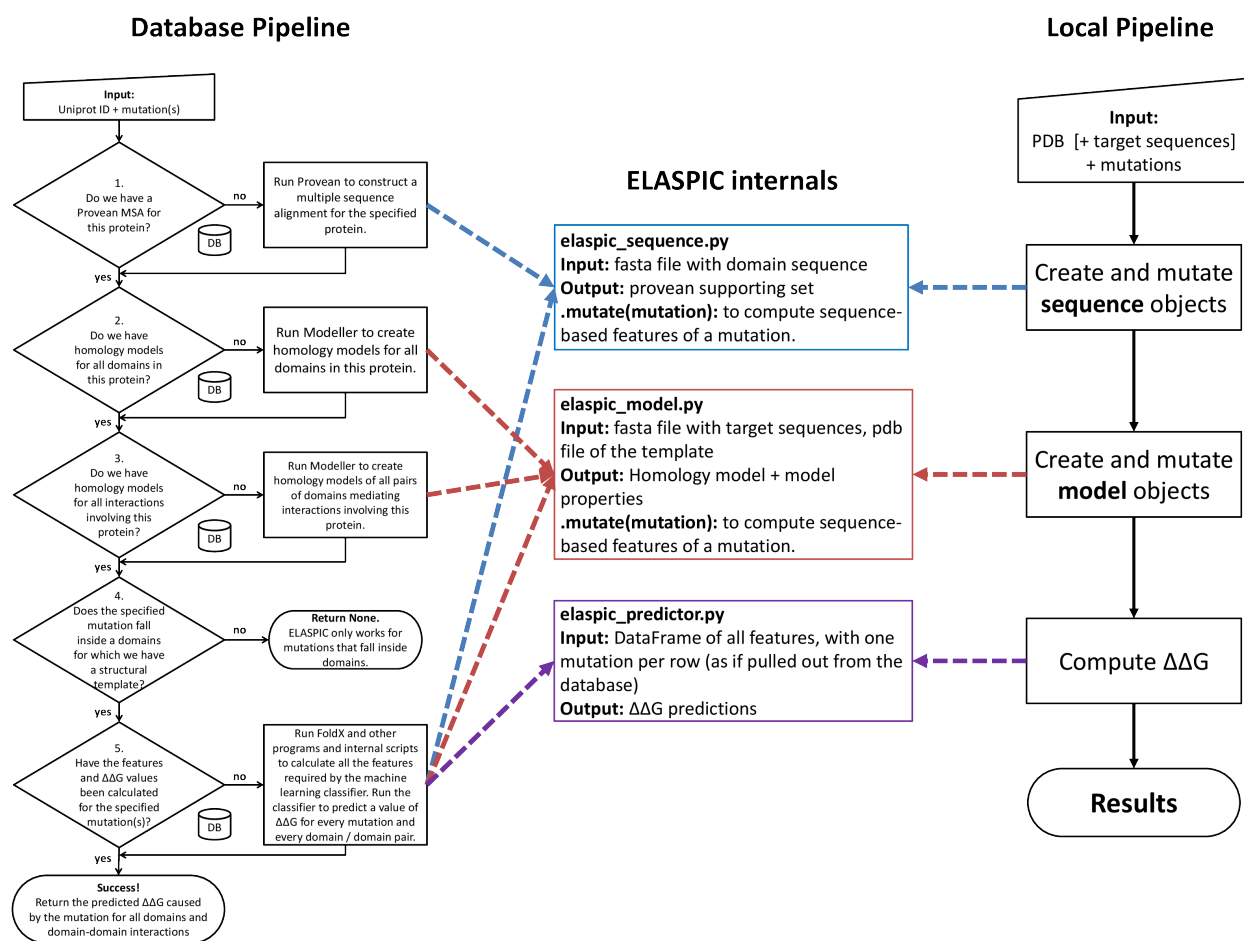 Database Pipeline
Input:
Uniprot ID + mutation(s)
1.
Do we have a
Provean MSA for
this protein?
no
DB
yes
Run Provean to construct a
multiple sequence
alignment for the specified
protein.
2.
Do we have
homology models
for all domains in
this protein?
no
DB
yes
Run Modeller to create
homology models for all
domains in this protein.
3.
Do we have
homology models
for all interactions
involving this
protein?
no
DB
yes
Run Modeller to create
homology models of all pairs
of domains mediating
interactions involving this
protein.
4.
Does the specified
mutation fall
inside a domains
for which we have
a structural
template?
no
yes
Return None.
ELASPIC only works for
mutations that fall inside
domains.
5.
Have the features
and ΔΔG values
been calculated
for the specified
mutation(s)?
no
DB
yes
Run FoldX and other
programs and internal scripts
to calculate all the features
required by the machine
learning classifier. Run the
classifier to predict a value of
ΔΔG for every mutation and
every domain / domain pair.
Success!
Return the predicted ΔΔG caused
by the mutation for all domains and
domain-domain interactions
ELASPIC internals
elaspic_sequence.py
Input: fasta file with domain sequence
Output: provean supporting set
.mutate(mutation): to compute sequence-
based features of a mutation.
elaspic_model.py
Input: fasta file with target sequences, pdb
file of the template
Output: Homology model + model
properties
.mutate(mutation): to compute sequence-
based features of a mutation.
elaspic_predictor.py
Input: DataFrame of all features, with one
mutation per row (as if pulled out from the
database)
Output: ΔΔG predictions
Local Pipeline
Input:
PDB [+ target sequences]
+ mutations
Create and mutate
sequence objects
Create and mutate
model objects
Compute ΔΔG
Results